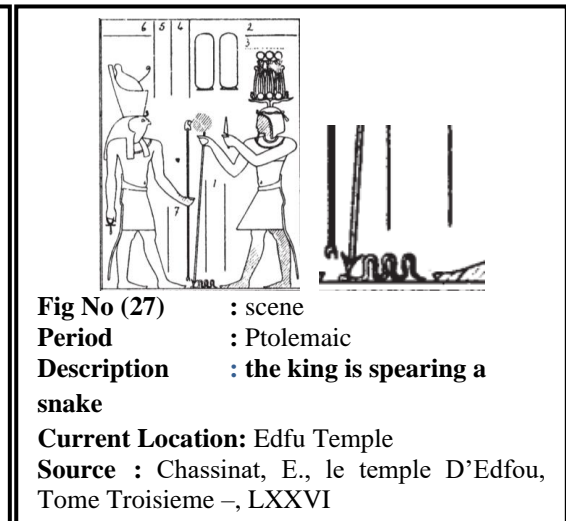 6 5 4 2
3
1
7
Fig No (27) : scene
Period : Ptolemaic
Description : the king is spearing a
snake
Current Location: Edfu Temple
Source : Chassinat, E., le temple D’Edfou,
Tome Troisieme –, LXXVI